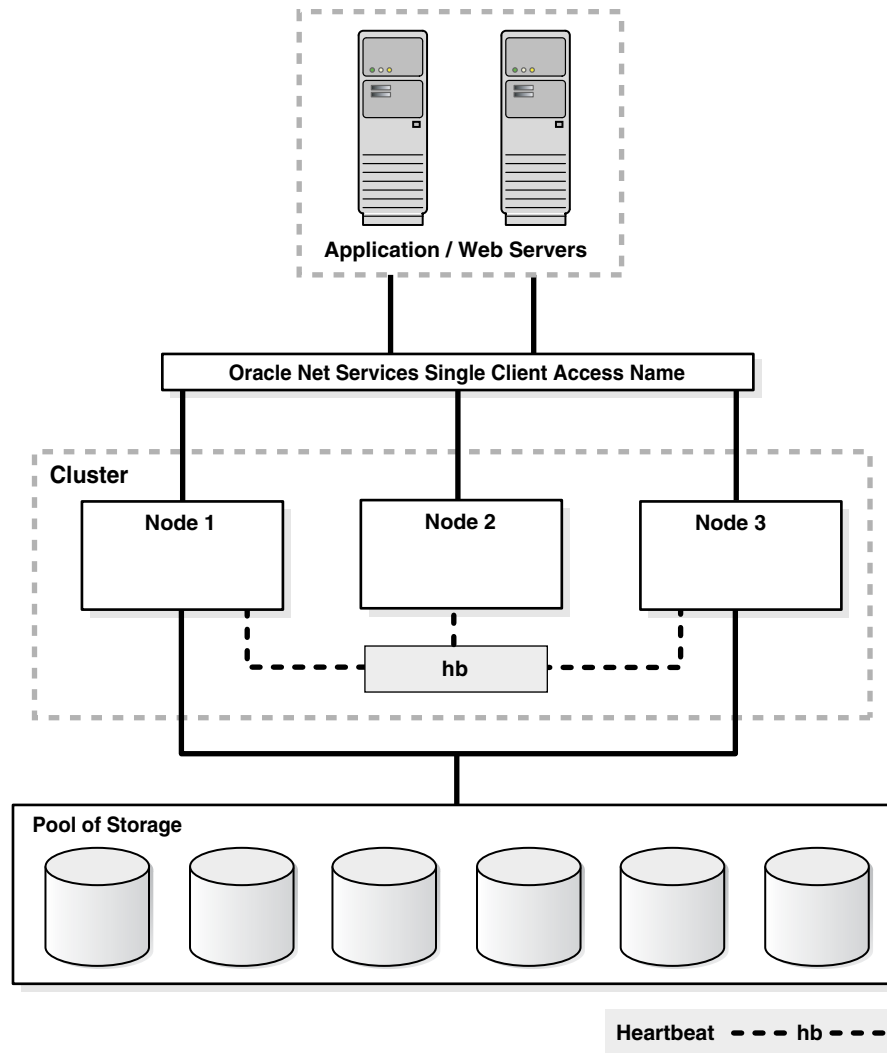 Application / Web Servers
Oracle Net Services Single Client Access Name
Cluster
Node 1
Node 2
Node 3
hb
Pool of Storage
Heartbeat
hb